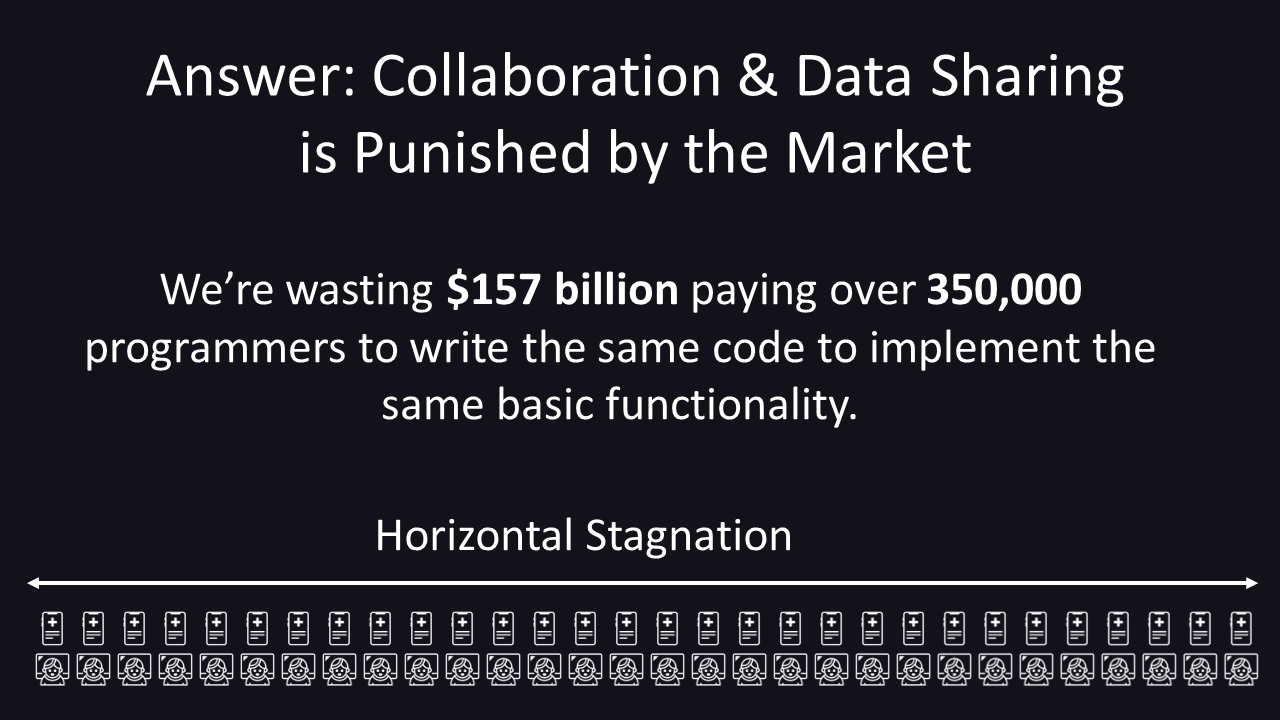 Answer: Collaboration & Data Sharing
is Punished by the Market
We’re wasting $157 billion paying over 350,000
programmers to write the same code to implement the
same basic functionality.
Horizontal Stagnation